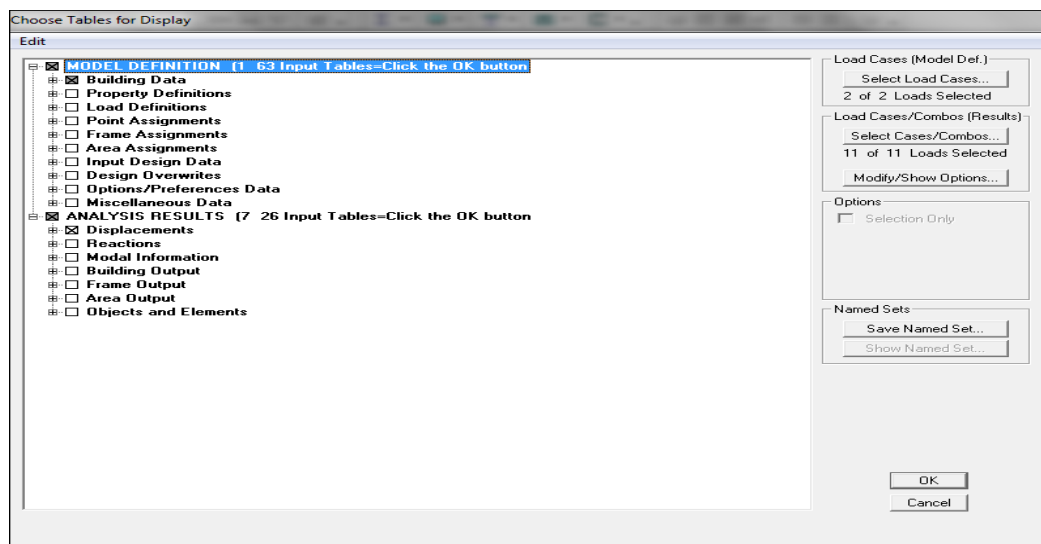 Choose Tables for Display
Edit
MODEL DEFINITION (1 63 Input Tables=Click the OK button
Building Data
Property Definitions
Load Definitions
Point Assignments
Frame Assignments
Area Assignments
Input Design Data
Design Overwrites
Options/Preferences Data
Miscellaneous Data
ANALYSIS RESULTS (7 26 Input Tables=Click the OK button
Displacements
Reactions
Modal Information
Building Output
Frame Output
Area Output
Objects and Elements
Load Cases (Model Def.)
Select Load Cases...
2 of 2 Loads Selected
Load Cases/Combos (Results)
Select Cases/Combos...
11 of 11 Loads Selected
Modify/Show Options...
Options
Selection Only
Named Sets
Save Named Set...
Show Named Set...
OK
Cancel